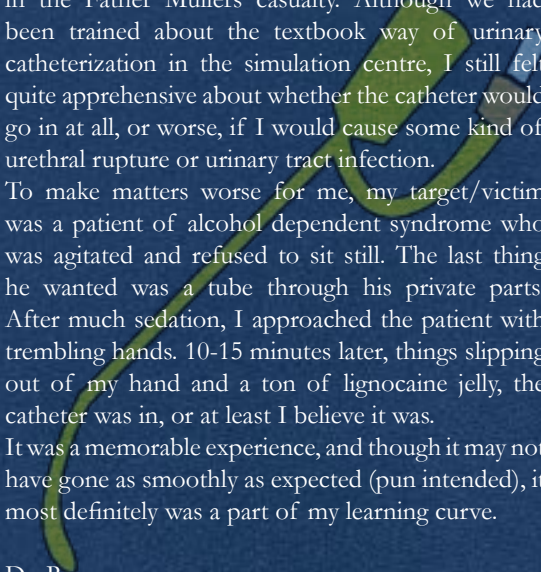 in the Father Mullers casualty. Although we had
been trained about the textbook way of urinary
catheterization in the simulation centre, I still felt
quite apprehensive about whether the catheter would
go in at all, or worse, if I would cause some kind of
urethral rupture or urinary tract infection.
To make matters worse for me, my target/victim
was a patient of alcohol dependent syndrome who
was agitated and refused to sit still. The last thing
he wanted was a tube through his private parts.
After much sedation, I approached the patient with
trembling hands. 10-15 minutes later, things slipping
out of my hand and a ton of lignocaine jelly, the
catheter was in, or at least I believe it was.
It was a memorable experience, and though it may not
have gone as smoothly as expected (pun intended), it
most definitely was a part of my learning curve.